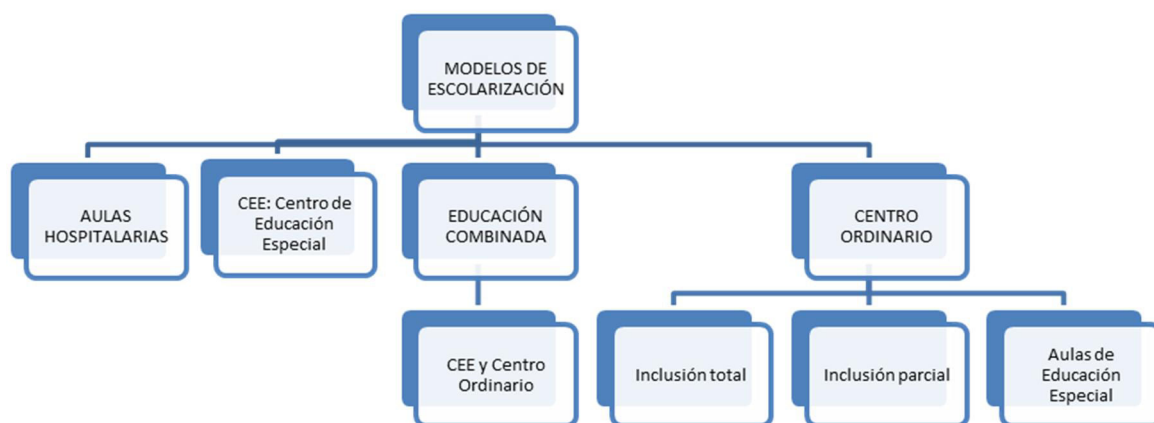 MODELOS DE
ESCOLARIZACIÓN
AULAS
HOSPITALARIAS
CEE: Centro de
Educación
Especial
EDUCACIÓN
COMBINADA
CENTRO
ORDINARIO
CEE y Centro
Ordinario
Inclusión total
Inclusión parcial
Aulas de
Educación
Especial